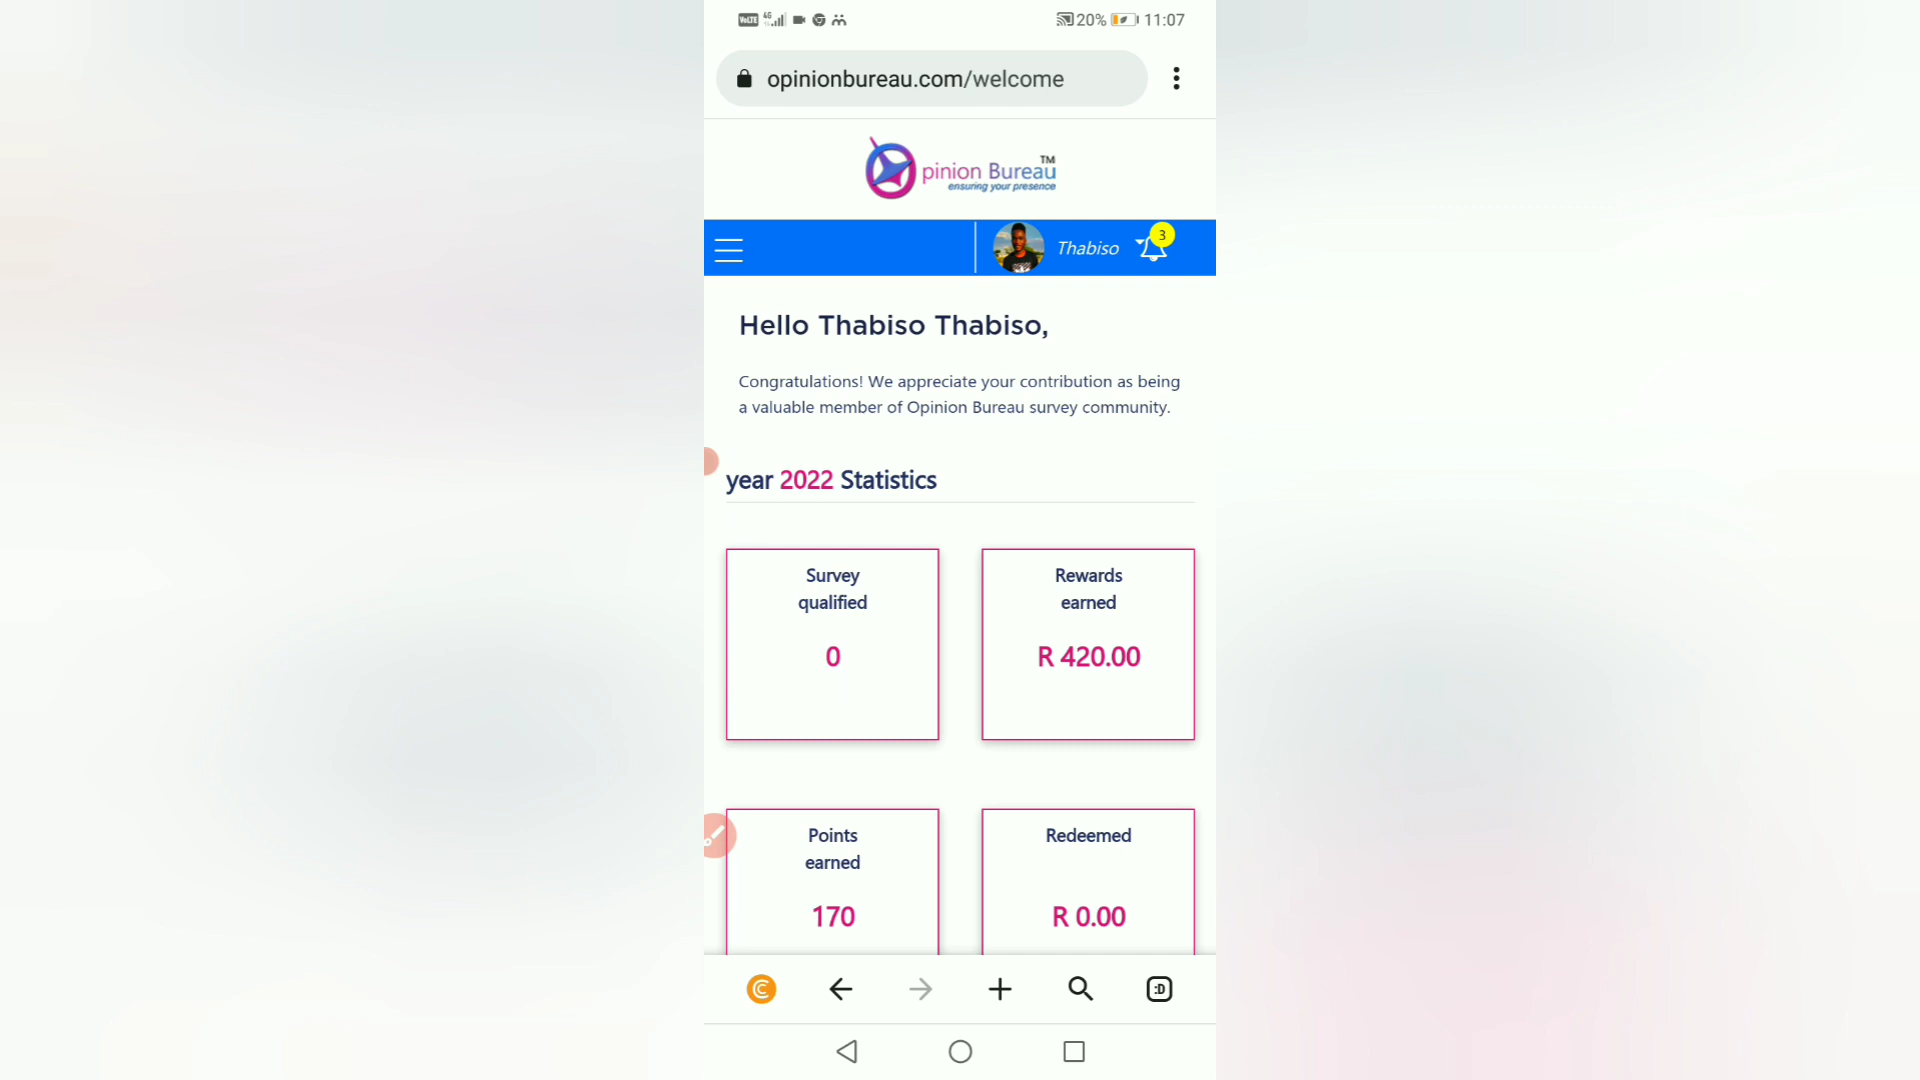 VoLTE 4G 20% 11:07
opinionbureau.com/welcome
pinion Bureau TM
ensuring your presence
Thabiso 3
Hello Thabiso Thabiso,
Congratulations! We appreciate your contribution as being
a valuable member of Opinion Bureau survey community.
year 2022 Statistics
Survey
qualified
0
Rewards
earned
R 420.00
Points
earned
170
Redeemed
R 0.00
:D